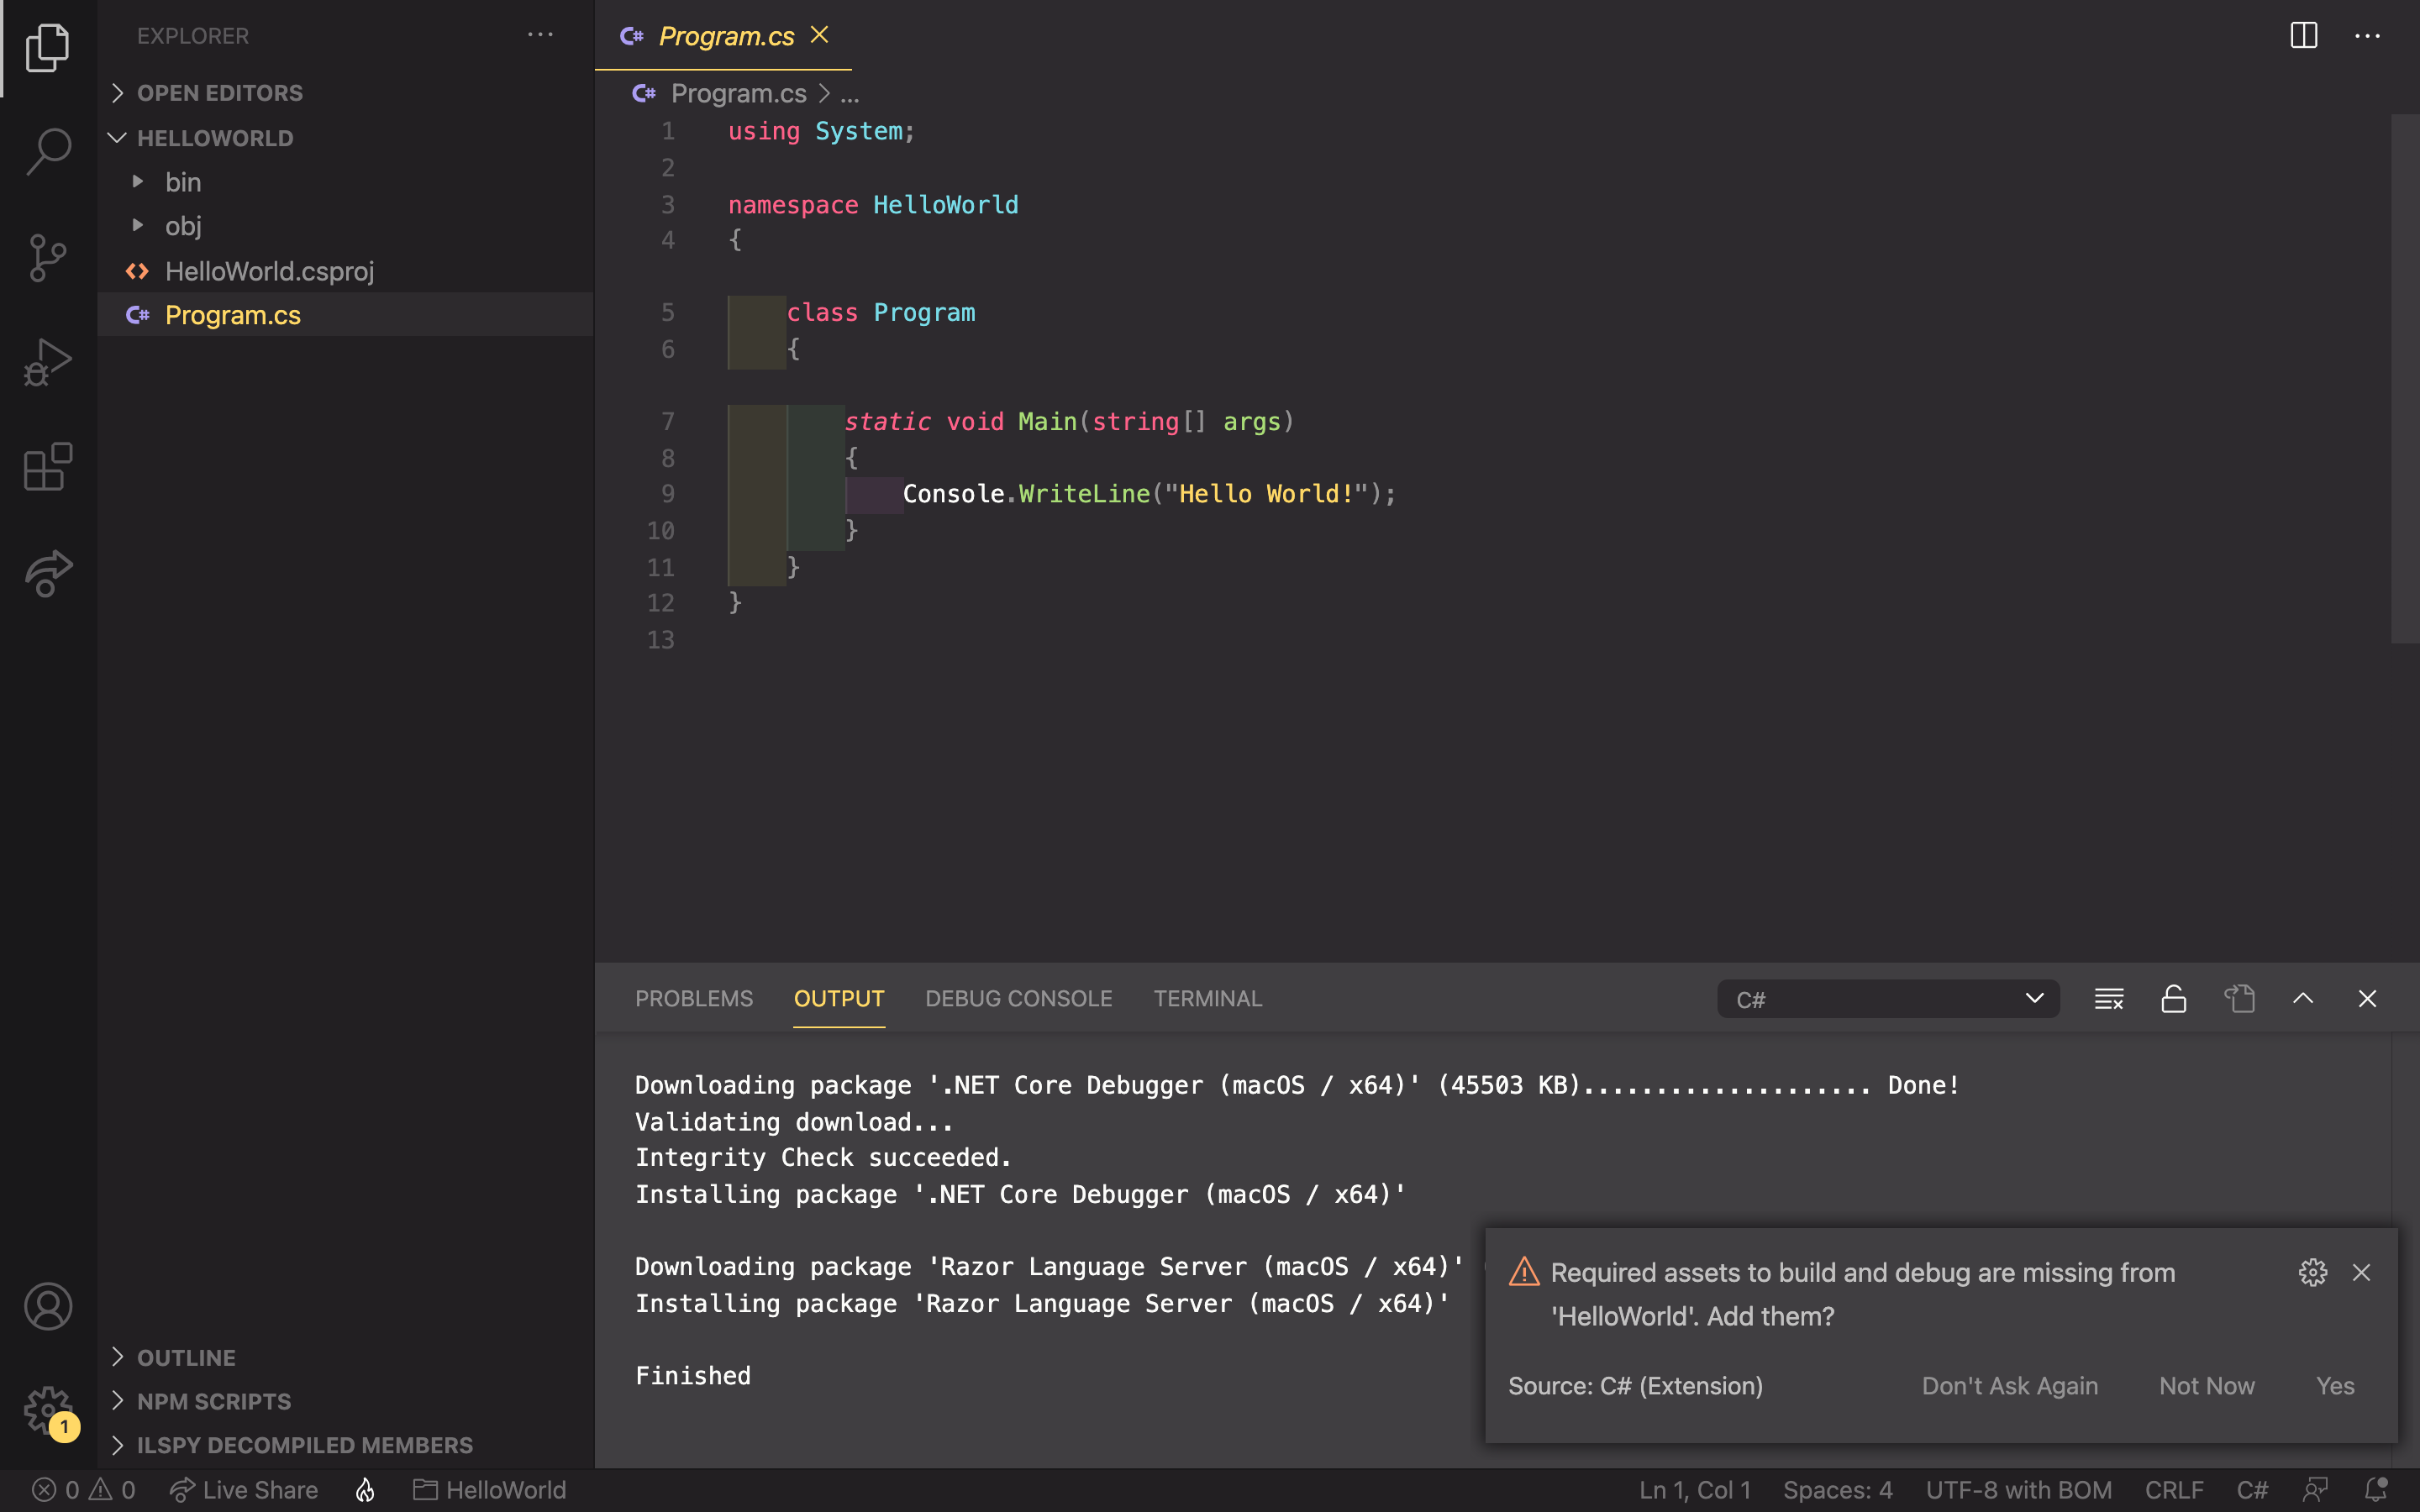 EXPLORER
OPEN EDITORS
HELLOWORLD
bin
obj
HelloWorld.csproj
Program.cs
OUTLINE
NPM SCRIPTS
ILSPY DECOMPILED MEMBERS
1
Program.cs
Program.cs > ...
1 using System;
2
3 namespace HelloWorld
4 {
5 class Program
6 {
7 static void Main(string[] args)
8 {
9 Console.WriteLine("Hello World!");
10 }
11 }
12 }
13
PROBLEMS OUTPUT DEBUG CONSOLE TERMINAL C#
Downloading package '.NET Core Debugger (macOS / x64)' (45503 KB).................... Done!
Validating download...
Integrity Check succeeded.
Installing package '.NET Core Debugger (macOS / x64)'
Downloading package 'Razor Language Server (macOS / x64)'
Installing package 'Razor Language Server (macOS / x64)'
Finished
Required assets to build and debug are missing from
'HelloWorld'. Add them?
Source: C# (Extension) Don't Ask Again Not Now Yes
0 0 Live Share HelloWorld Ln 1, Col 1 Spaces: 4 UTF-8 with BOM CRLF C#